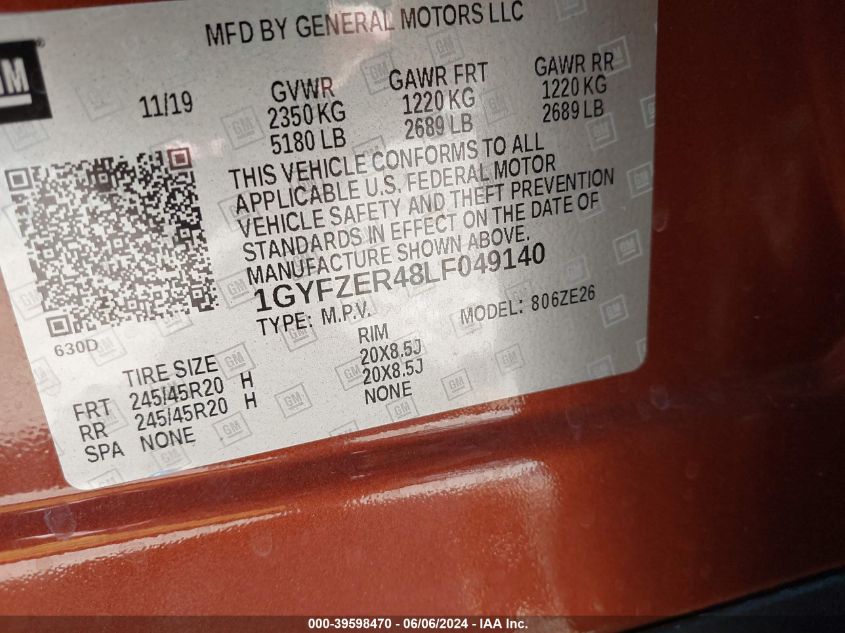 MFD BY GENERAL MOTORS LLC
GM
11/19
GVWR GAWR FRT GAWR RR
2350 KG 1220 KG 1220 KG
5180 LB 2689 LB 2689 LB
THIS VEHICLE CONFORMS TO ALL
APPLICABLE U.S. FEDERAL MOTOR
VEHICLE SAFETY AND THEFT PREVENTION
STANDARDS IN EFFECT ON THE DATE OF
MANUFACTURE SHOWN ABOVE.
1GYFZER48LF049140
TYPE: M.P.V. MODEL: 806ZE26
630D
TIRE SIZE RIM
FRT 245/45R20 H 20X8.5J
RR 245/45R20 H 20X8.5J
SPA NONE NONE
000-39598470 - 06/06/2024 - IAA Inc.